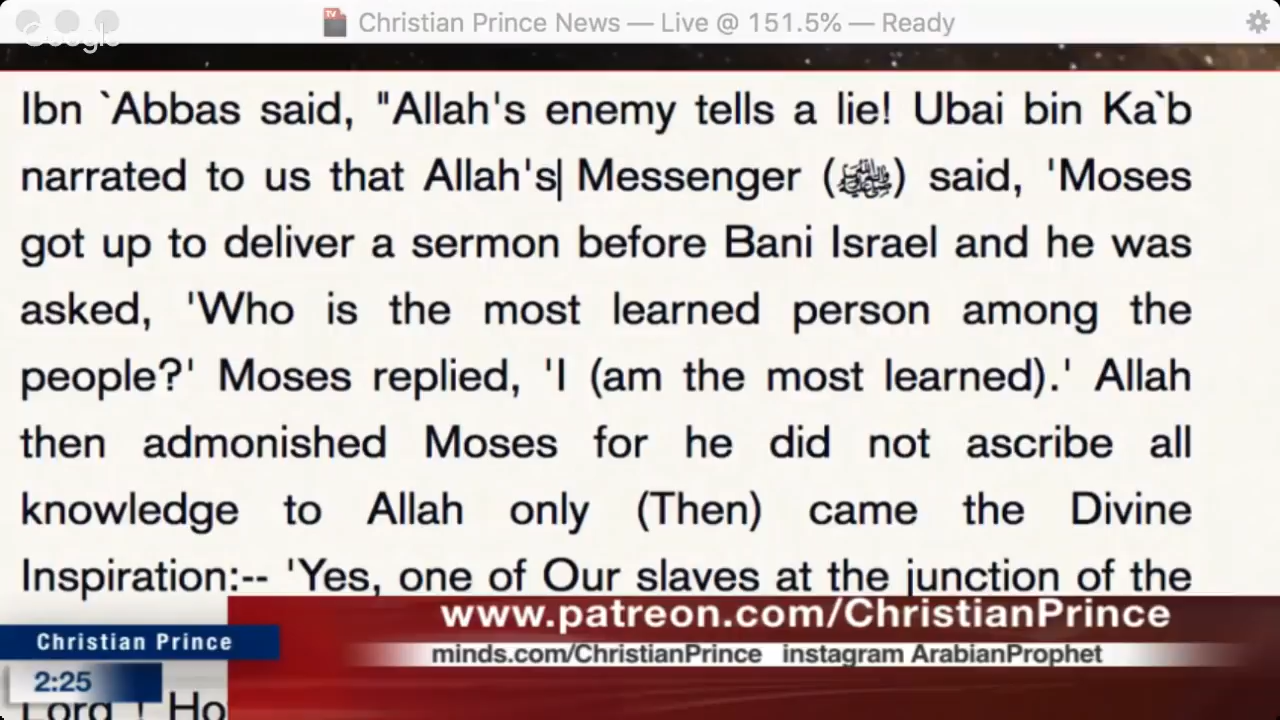 Christian Prince News — Live @ 151.5% — Ready
Google
Ibn `Abbas said, "Allah's enemy tells a lie! Ubai bin Ka`b
narrated to us that Allah's Messenger (ﷺ) said, 'Moses
got up to deliver a sermon before Bani Israel and he was
asked, 'Who is the most learned person among the
people?' Moses replied, 'I (am the most learned).' Allah
then admonished Moses for he did not ascribe all
knowledge to Allah only (Then) came the Divine
Inspiration:-- 'Yes, one of Our slaves at the junction of the
www.patreon.com/ChristianPrince
Christian Prince
minds.com/ChristianPrince instagram ArabianProphet
2:25
Lord ! Ho